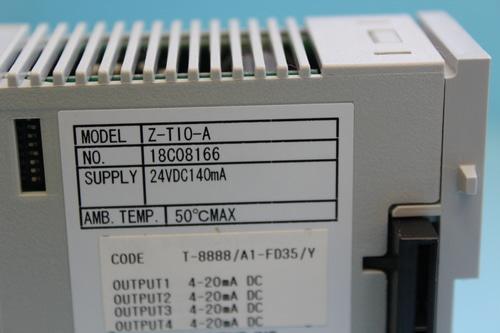 MODEL Z-TIO-A
NO. 18C08166
SUPPLY 24VDC140mA
AMB. TEMP. 50℃MAX
CODE T-8888/A1-FD35/Y
OUTPUT1 4-20mA DC
OUTPUT2 4-20mA DC
OUTPUT3 4-20mA DC
OUTPUT4 4-20mA DC